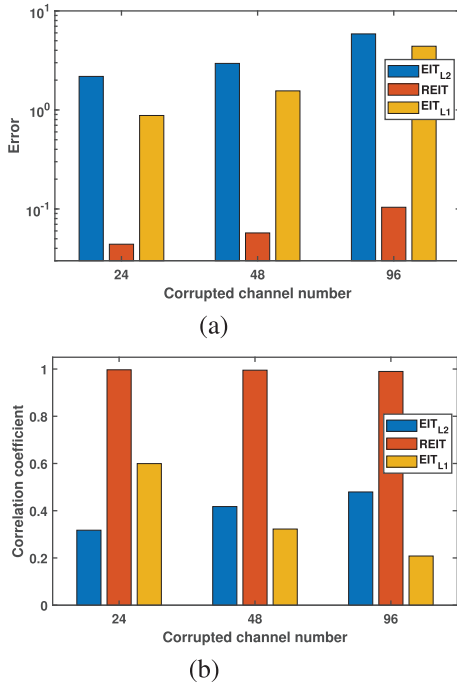 10^1
10^0
10^-1
Error
EIT_L2
REIT
EIT_L1
24
48
96
Corrupted channel number
(a)
1
0.8
0.6
0.4
0.2
0
Correlation coefficient
EIT_L2
REIT
EIT_L1
24
48
96
Corrupted channel number
(b)